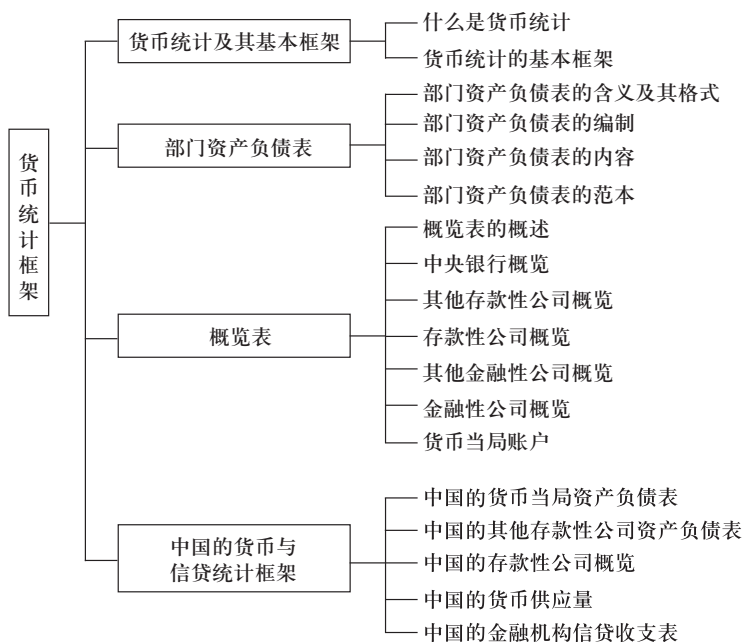 货币统计框架
货币统计及其基本框架
什么是货币统计
货币统计的基本框架
部门资产负债表
部门资产负债表的含义及其格式
部门资产负债表的编制
部门资产负债表的内容
部门资产负债表的范本
概览表
概览表的概述
中央银行概览
其他存款性公司概览
存款性公司概览
其他金融性公司概览
金融性公司概览
货币当局账户
中国的货币与
信贷统计框架
中国的货币当局资产负债表
中国的其他存款性公司资产负债表
中国的存款性公司概览
中国的货币供应量
中国的金融机构信贷收支表